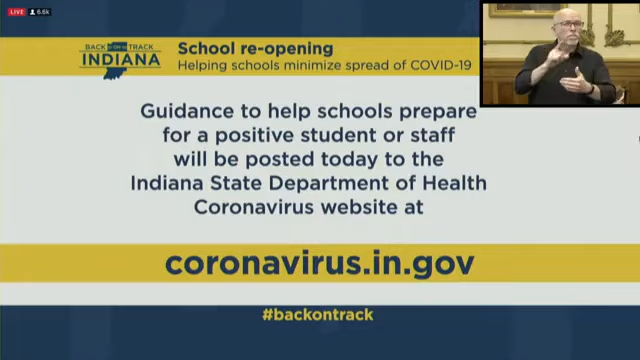 LIVE 6.6k
BACK ON TRACK
INDIANA
School re-opening
Helping schools minimize spread of COVID-19
Guidance to help schools prepare
for a positive student or staff
will be posted today to the
Indiana State Department of Health
Coronavirus website at
coronavirus.in.gov
#backontrack